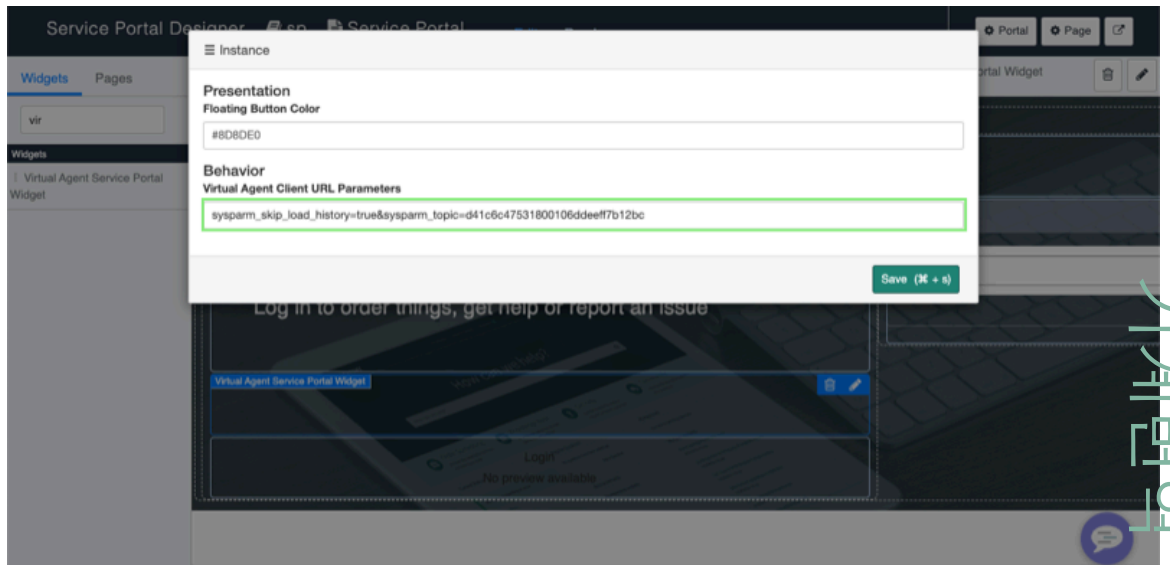 Service Portal Designer
sp
Service Portal
Portal
Page
Instance
Widgets
Pages
Presentation
Floating Button Color
#8D8DE0
vir
Widgets
Virtual Agent Service Portal
Widget
Behavior
Virtual Agent Client URL Parameters
sysparm_skip_load_history=true&sysparm_topic=d41c6c47531800106ddeeff7b12bc
rtal Widget
Save (⌘ + s)
Log in to order things, get help or report an issue
Virtual Agent Service Portal Widget
Login
No preview available